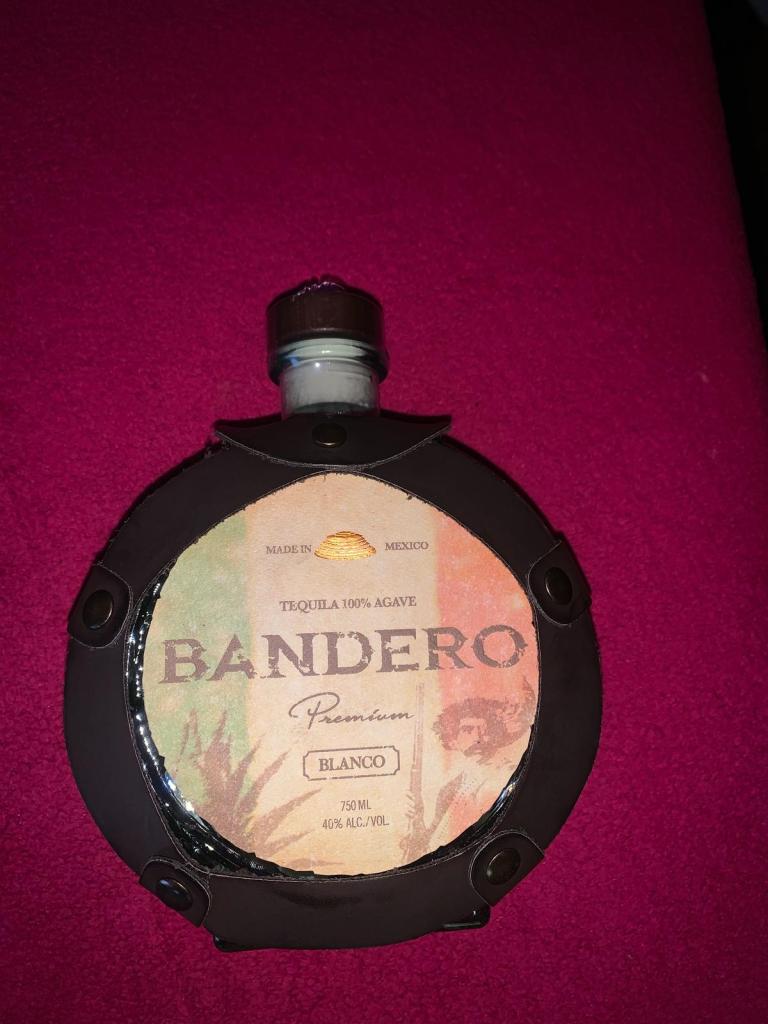 MADE IN MEXICO
TEQUILA 100% AGAVE
BANDERO
Premium
BLANCO
750 ML
40% ALC./VOL.